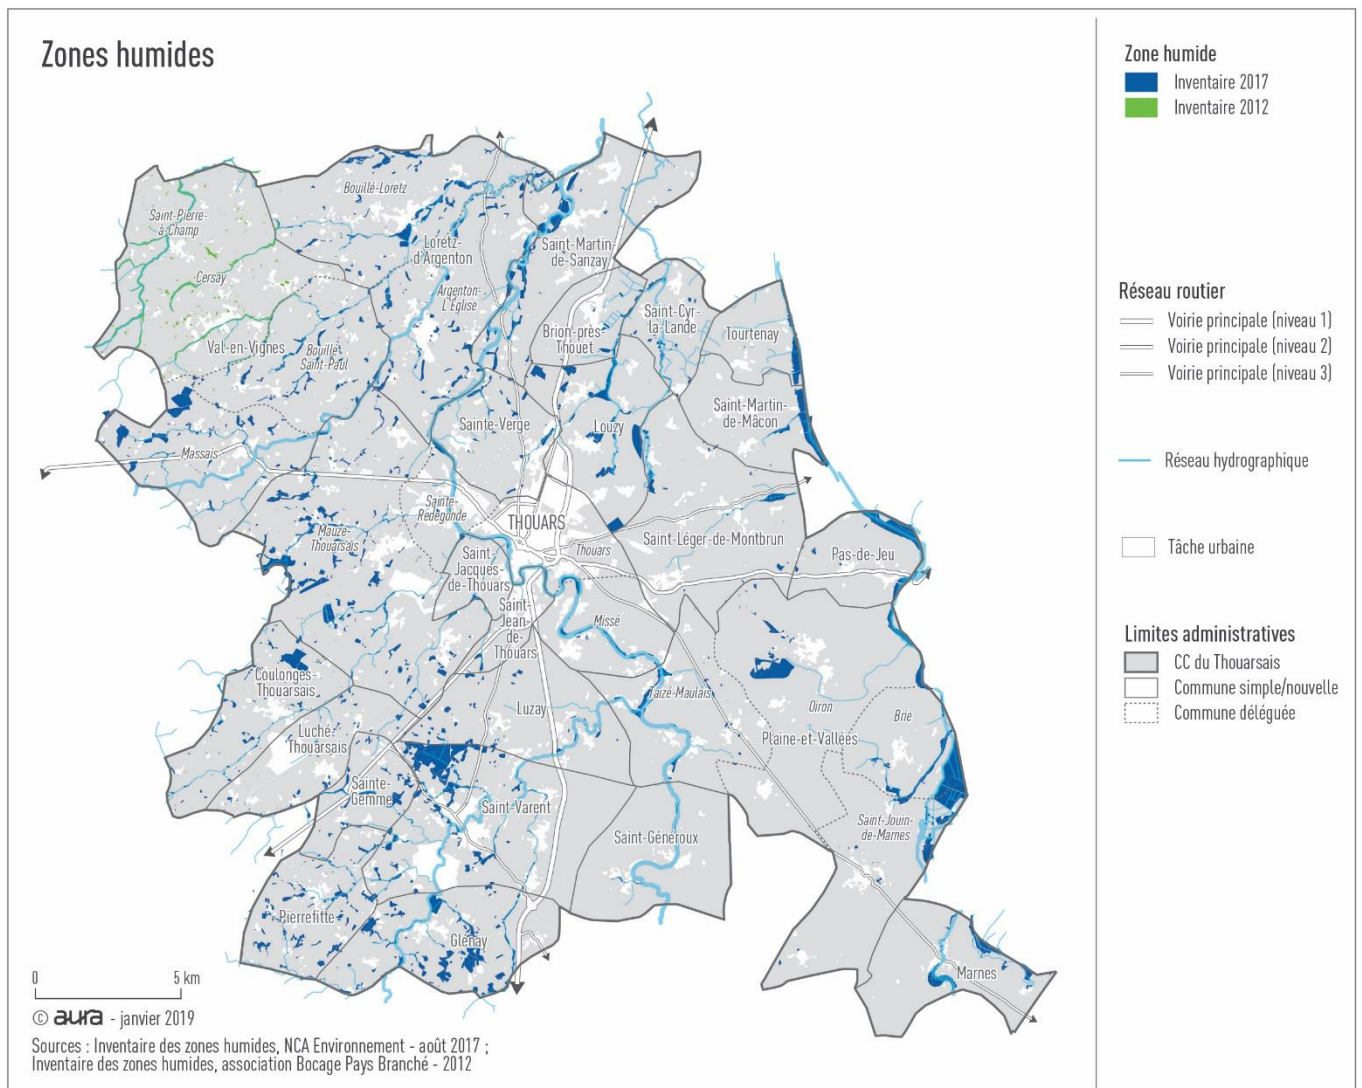 Zones humides
Zone humide
Inventaire 2017
Inventaire 2012
Réseau routier
Voirie principale (niveau 1)
Voirie principale (niveau 2)
Voirie principale (niveau 3)
Réseau hydrographique
Tâche urbaine
Limites administratives
CC du Thouarsais
Commune simple/nouvelle
Commune déléguée
Bouillé-Loretz
Saint-Pierre-
à-Champ
Cersay
Loretz-
d'Argenton
Saint-Martin-
de-Sanzay
Argenton-
L'Église
Saint-Cyr-
la-Lande
Brion-près-
Thouet
Tourtenay
Val-en-Vignes
Bouillé-
Saint-Paul
Saint-Martin-
de-Mâcon
Sainte-Verge
Louzy
Massais
Sainte-
Redegonde
THOUARS
Mauzé-
Thouarsais
Thouars
Saint-Léger-de-Montbrun
Pas-de-Jeu
Saint-
Jacques-
de-Thouars
Saint-
Jean-
de-
Thouars
Missé
Coulonges-
Thouarsais
Taizé-Maulais
Luzay
Oiron
Brie
Luché-
Thouarsais
Plaine-et-Vallées
Sainte-
Gemme
Saint-Varent
Saint-Généroux
Saint-Jouin-
de-Marnes
Pierrefitte
Glénay
Marnes
0 5 km
© aura - janvier 2019
Sources : Inventaire des zones humides, NCA Environnement - août 2017 ;
Inventaire des zones humides, association Bocage Pays Branché - 2012